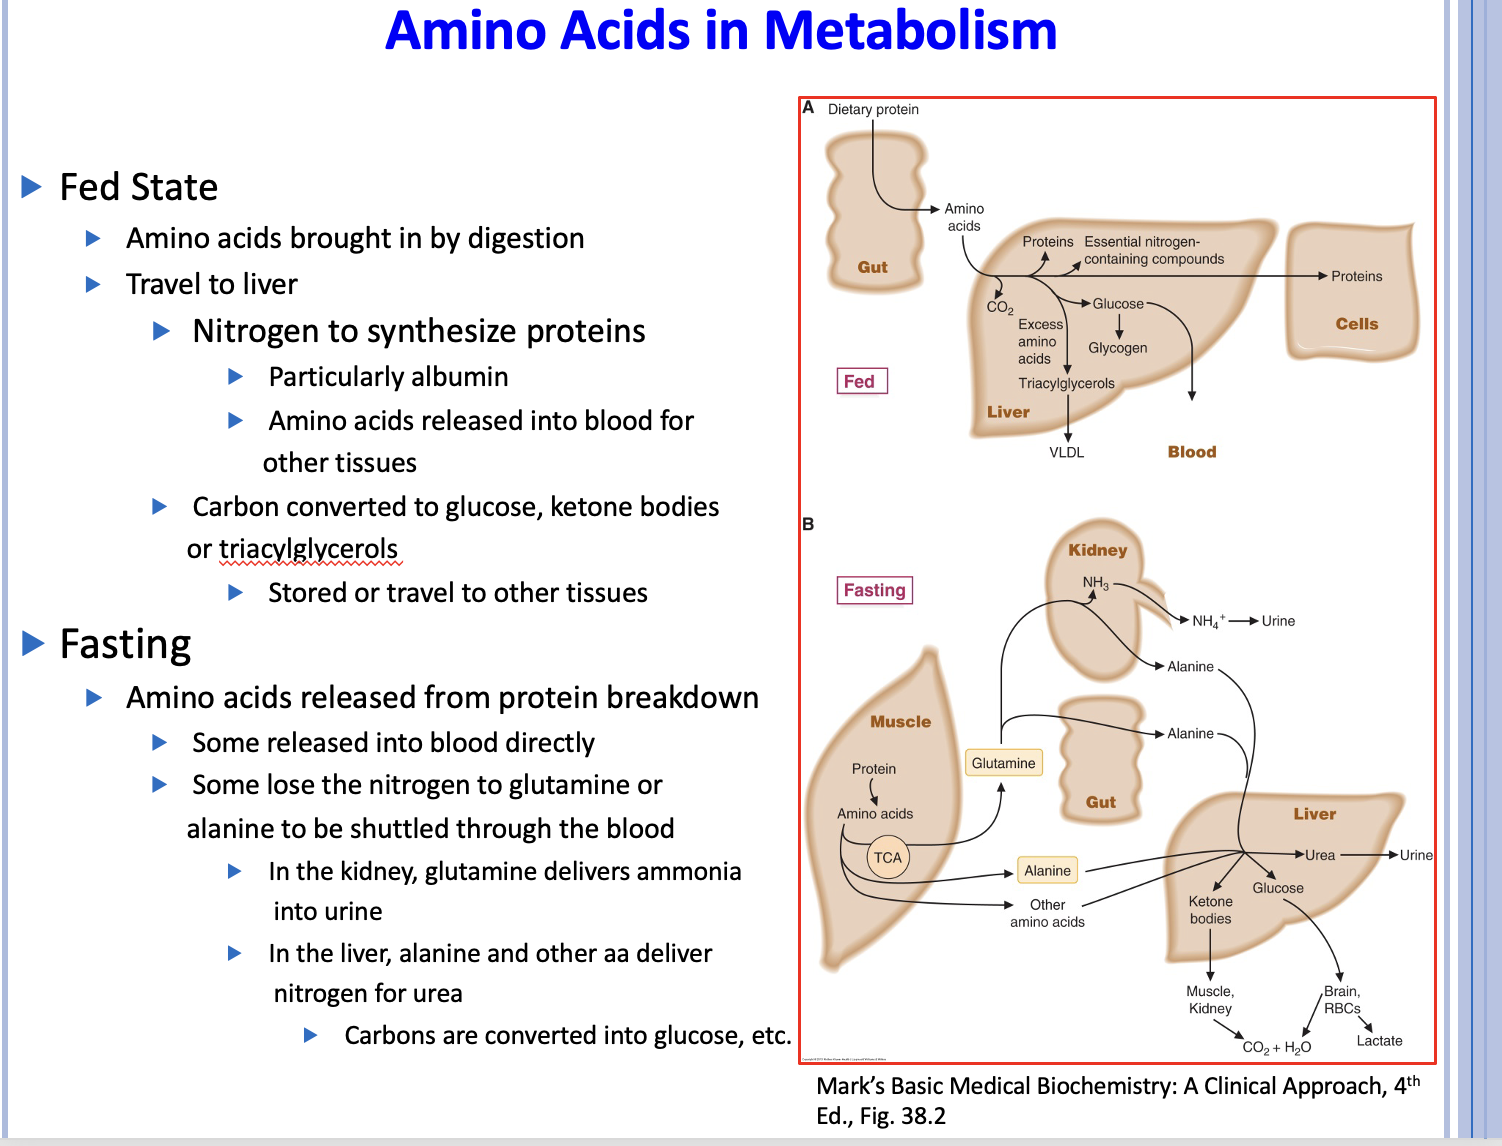 Amino Acids in Metabolism
Fed State
Amino acids brought in by digestion
Travel to liver
Nitrogen to synthesize proteins
Particularly albumin
Amino acids released into blood for
other tissues
Carbon converted to glucose, ketone bodies
or triacylglycerols
Stored or travel to other tissues
Fasting
Amino acids released from protein breakdown
Some released into blood directly
Some lose the nitrogen to glutamine or
alanine to be shuttled through the blood
In the kidney, glutamine delivers ammonia
into urine
In the liver, alanine and other aa deliver
nitrogen for urea
Carbons are converted into glucose, etc.
A Dietary protein
Amino
acids
Gut
Proteins
Essential nitrogen-
containing compounds
Proteins
Cells
CO₂
Glucose
Excess
amino
acids
Glycogen
Triacylglycerols
Fed
Liver
VLDL
Blood
B
Kidney
Fasting
NH₃
NH₄⁺
Urine
Alanine
Muscle
Alanine
Protein
Glutamine
Gut
Amino acids
Liver
TCA
Urea
Urine
Alanine
Glucose
Ketone
bodies
Other
amino acids
Muscle,
Kidney
Brain,
RBCs
CO₂ + H₂O
Lactate
Mark’s Basic Medical Biochemistry: A Clinical Approach, 4th
Ed., Fig. 38.2